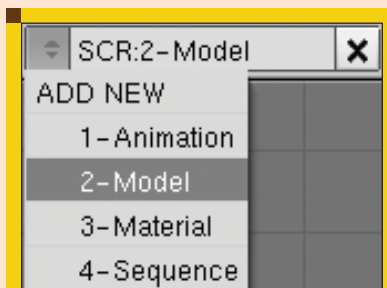 SCR:2-Model
ADD NEW
1-Animation
2-Model
3-Material
4-Sequence